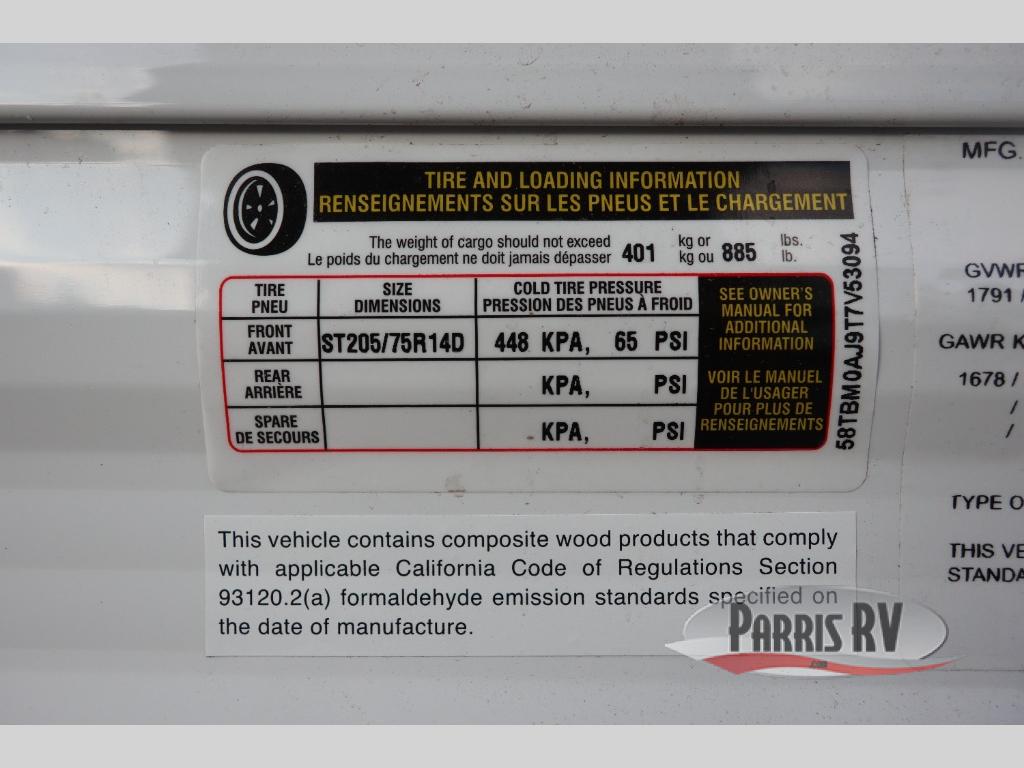 TIRE AND LOADING INFORMATION
RENSEIGNEMENTS SUR LES PNEUS ET LE CHARGEMENT
The weight of cargo should not exceed 401 kg or 885 lbs.
Le poids du chargement ne doit jamais dépasser kg ou lb.
TIRE SIZE COLD TIRE PRESSURE
PNEU DIMENSIONS PRESSION DES PNEUS À FROID
FRONT
AVANT ST205/75R14D 448 KPA, 65 PSI
REAR
ARRIÈRE KPA, PSI
SPARE
DE SECOURS KPA, PSI
SEE OWNER'S
MANUAL FOR
ADDITIONAL
INFORMATION
VOIR LE MANUEL
DE L'USAGER
POUR PLUS DE
RENSEIGNEMENTS
58TBM0AJ9T7V53094
MFG.
GVWR
1791 /
GAWR K
1678 /
/
/
TYPE O
THIS VE
STANDA
This vehicle contains composite wood products that comply
with applicable California Code of Regulations Section
93120.2(a) formaldehyde emission standards specified on
the date of manufacture.
PARRIS RV
.com